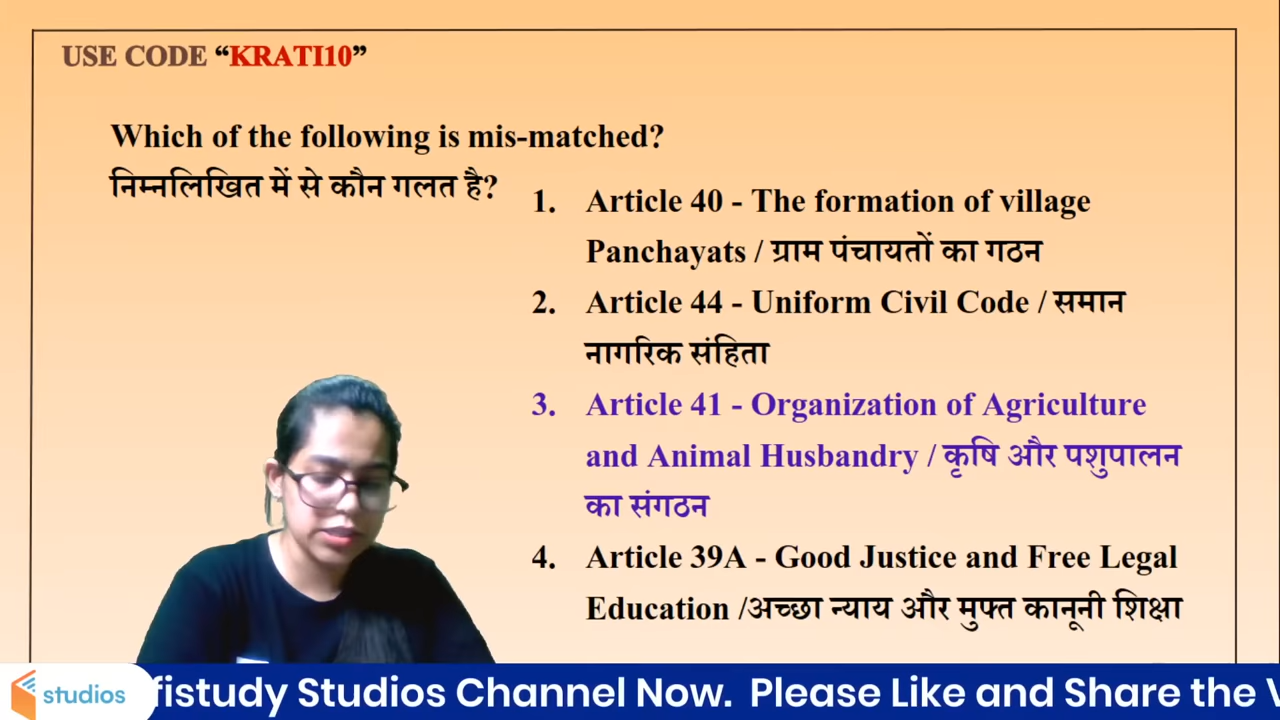 USE CODE “KRATI10”
Which of the following is mis-matched?
निम्नलिखित में से कौन गलत है?
1. Article 40 - The formation of village
Panchayats / ग्राम पंचायतों का गठन
2. Article 44 - Uniform Civil Code / समान
नागरिक संहिता
3. Article 41 - Organization of Agriculture
and Animal Husbandry / कृषि और पशुपालन
का संगठन
4. Article 39A - Good Justice and Free Legal
Education /अच्छा न्याय और मुफ्त कानूनी शिक्षा
studios
fistudy Studios Channel Now. Please Like and Share the V